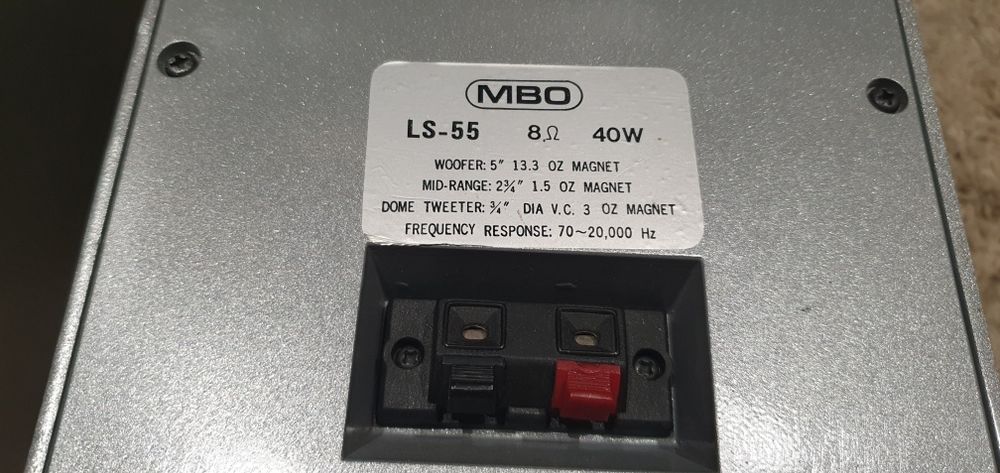 MBO
LS-55 8Ω 40W
WOOFER: 5″ 13.3 OZ MAGNET
MID-RANGE: 2¾″ 1.5 OZ MAGNET
DOME TWEETER: ¾″ DIA V.C. 3 OZ MAGNET
FREQUENCY RESPONSE: 70~20,000 Hz